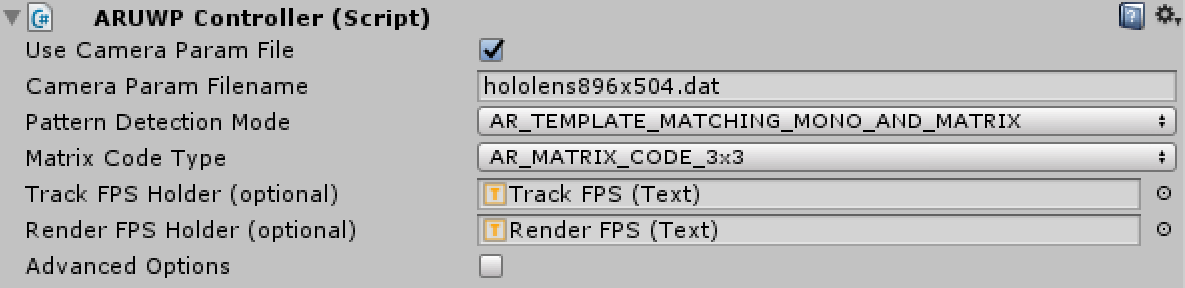 ARUWP Controller (Script)
Use Camera Param File
Camera Param Filename hololens896x504.dat
Pattern Detection Mode AR_TEMPLATE_MATCHING_MONO_AND_MATRIX
Matrix Code Type AR_MATRIX_CODE_3x3
Track FPS Holder (optional) Track FPS (Text)
Render FPS Holder (optional) Render FPS (Text)
Advanced Options